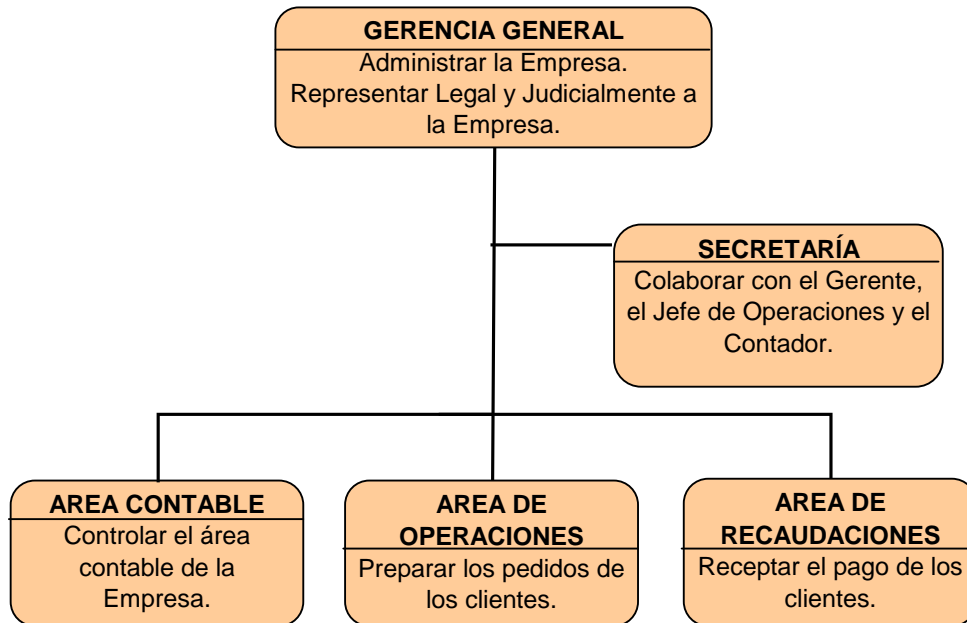 GERENCIA GENERAL
Administrar la Empresa.
Representar Legal y Judicialmente a
la Empresa.
SECRETARÍA
Colaborar con el Gerente,
el Jefe de Operaciones y el
Contador.
AREA CONTABLE
Controlar el área
contable de la
Empresa.
AREA DE
OPERACIONES
Preparar los pedidos de
los clientes.
AREA DE
RECAUDACIONES
Receptar el pago de los
clientes.